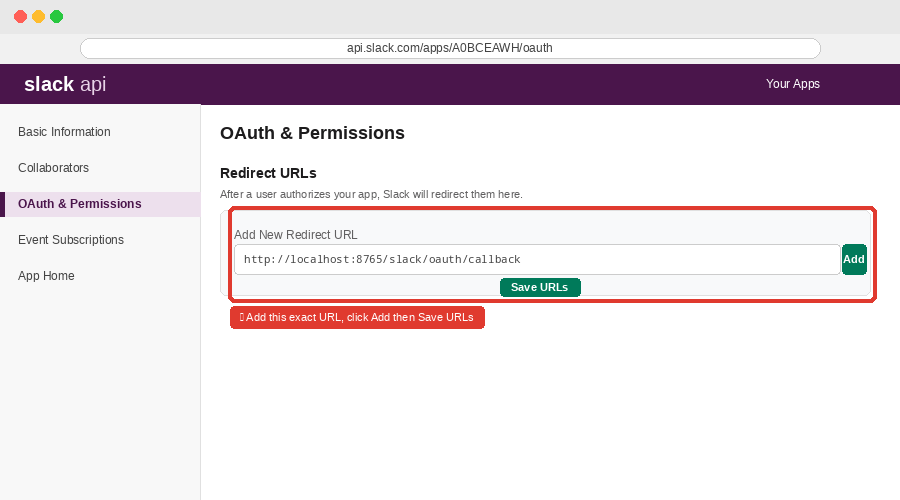 api.slack.com/apps/A0BCEAWH/oauth
slack api
Your Apps
Basic Information
Collaborators
OAuth & Permissions
Event Subscriptions
App Home
OAuth & Permissions
Redirect URLs
After a user authorizes your app, Slack will redirect them here.
Add New Redirect URL
http://localhost:8765/slack/oauth/callback
Add
Save URLs
Add this exact URL, click Add then Save URLs